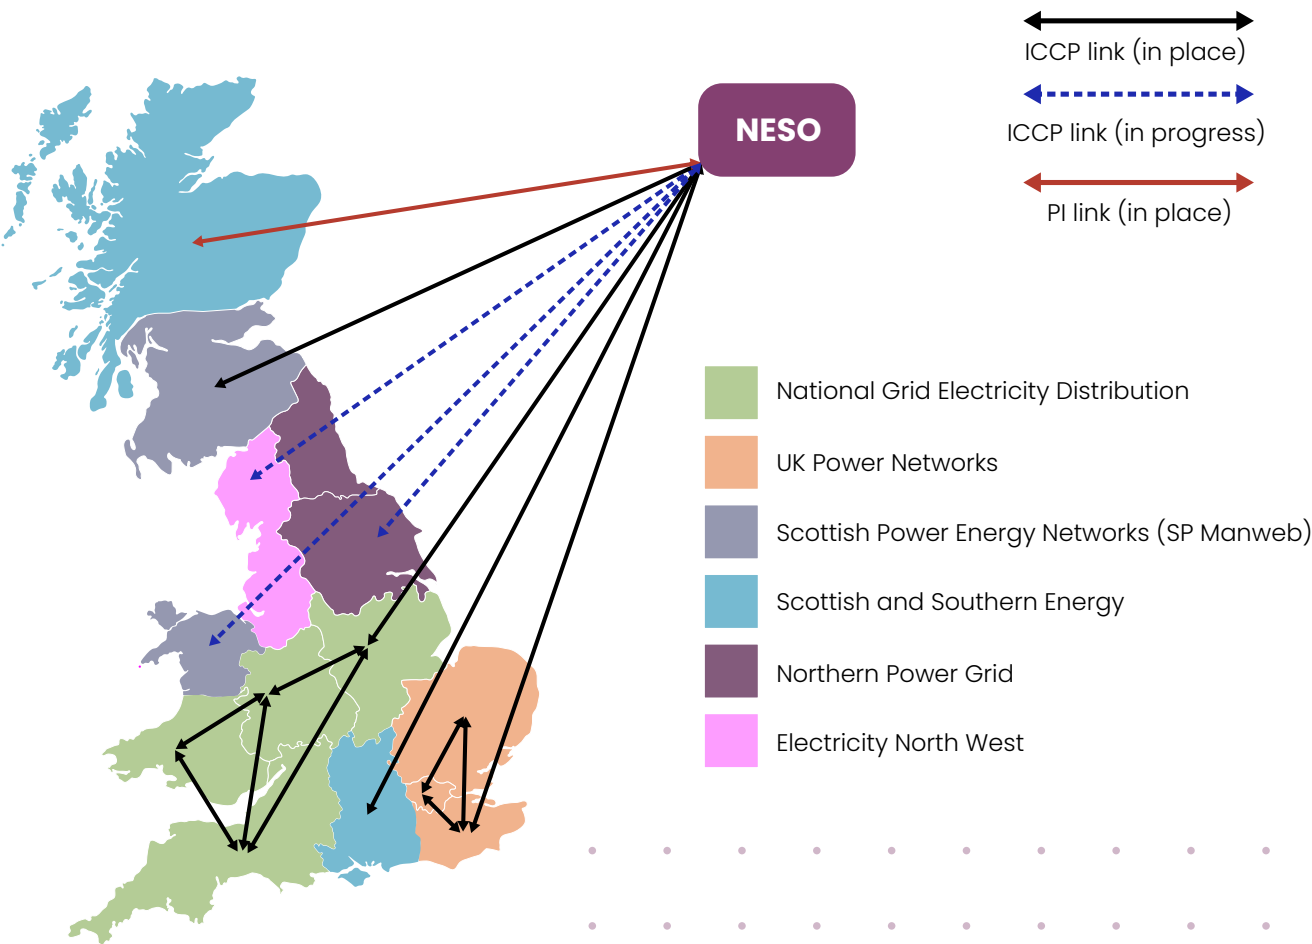 ICCP link (in place)
ICCP link (in progress)
PI link (in place)
NESO
National Grid Electricity Distribution
UK Power Networks
Scottish Power Energy Networks (SP Manweb)
Scottish and Southern Energy
Northern Power Grid
Electricity North West